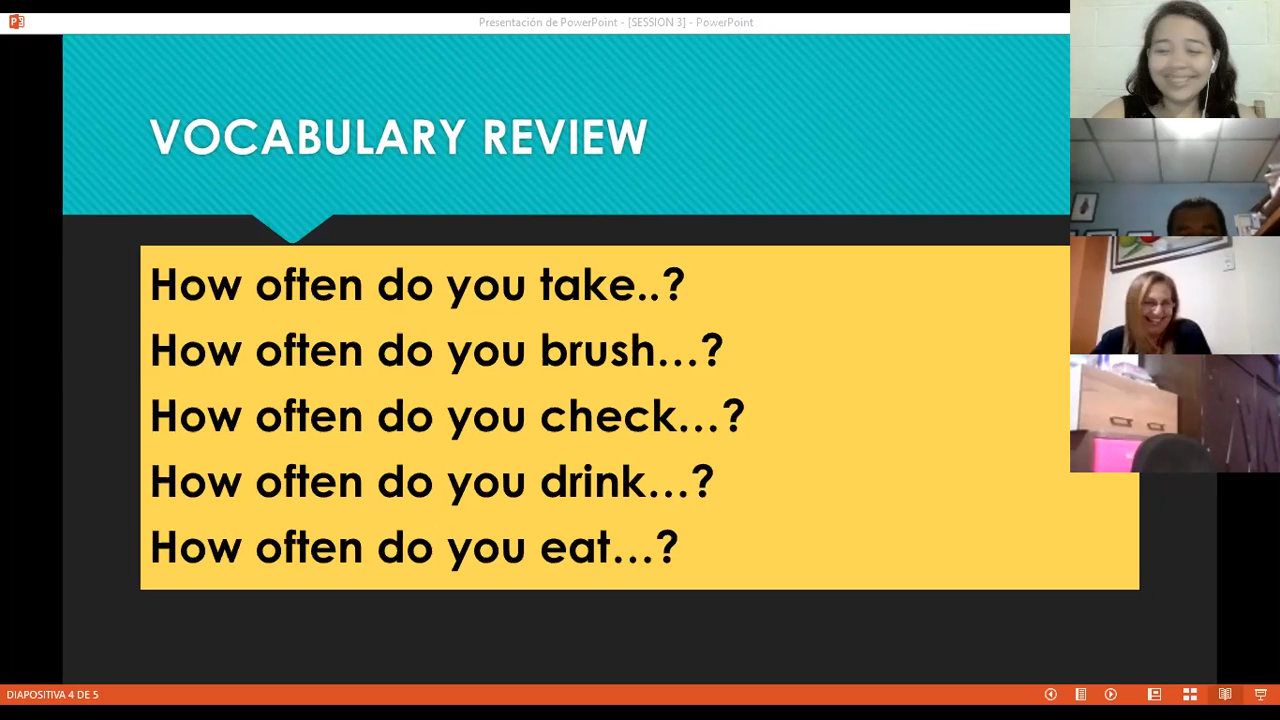 Presentación de PowerPoint - [SESSION 3] - PowerPoint
VOCABULARY REVIEW
How often do you take..?
How often do you brush...?
How often do you check...?
How often do you drink...?
How often do you eat...?
DIAPOSITIVA 4 DE 5